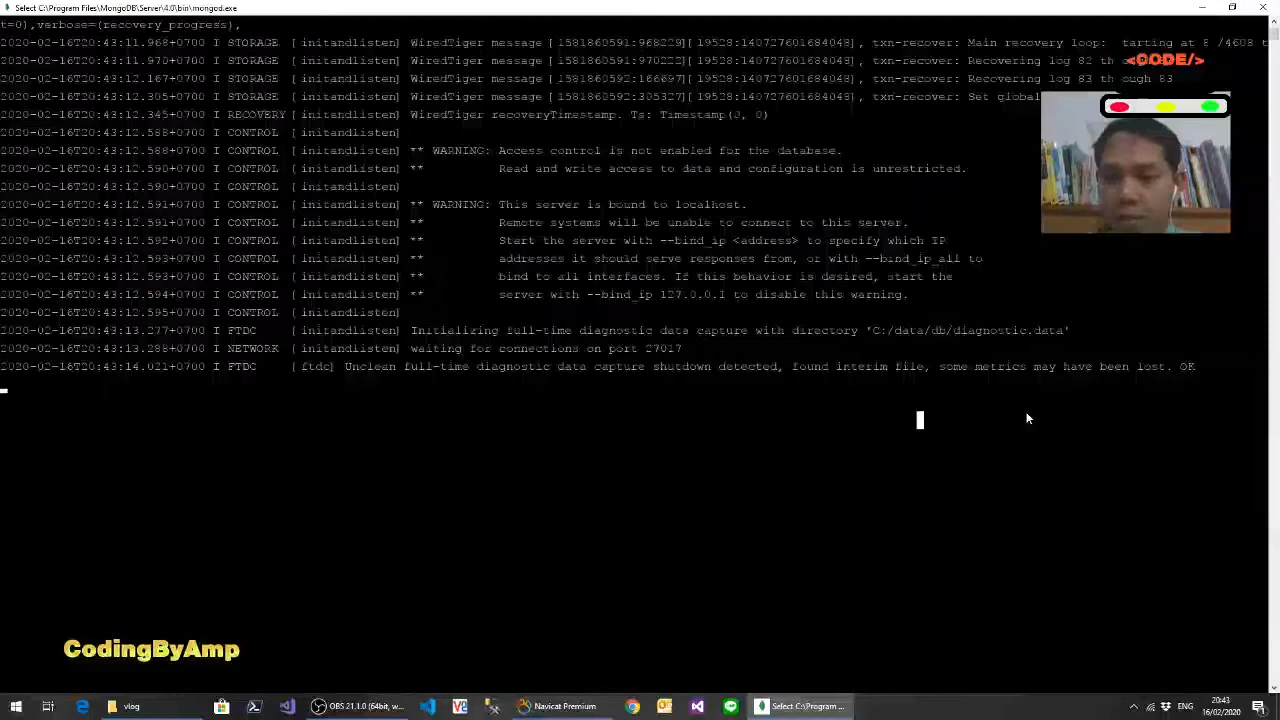 Select C:\Program Files\MongoDB\Server\4.0\bin\mongod.exe
t=0),verbose=(recovery_progress),
2020-02-16T20:43:11.968+0700 I STORAGE  [initandlisten] WiredTiger message [1581860591:968229][19528:140727601684048], txn-recover: Main recovery loop: starting at 8 /4608 t
2020-02-16T20:43:11.970+0700 I STORAGE  [initandlisten] WiredTiger message [1581860591:970222][19528:140727601684048], txn-recover: Recovering log 82 th
<CODE/>
2020-02-16T20:43:12.167+0700 I STORAGE  [initandlisten] WiredTiger message [1581860592:166697][19528:140727601684048], txn-recover: Recovering log 83 through 83
2020-02-16T20:43:12.305+0700 I STORAGE  [initandlisten] WiredTiger message [1581860592:305327][19528:140727601684048], txn-recover: Set global
2020-02-16T20:43:12.345+0700 I RECOVERY [initandlisten] WiredTiger recoveryTimestamp. Ts: Timestamp(0, 0)
2020-02-16T20:43:12.588+0700 I CONTROL  [initandlisten]
2020-02-16T20:43:12.588+0700 I CONTROL  [initandlisten] ** WARNING: Access control is not enabled for the database.
2020-02-16T20:43:12.590+0700 I CONTROL  [initandlisten] **          Read and write access to data and configuration is unrestricted.
2020-02-16T20:43:12.590+0700 I CONTROL  [initandlisten]
2020-02-16T20:43:12.591+0700 I CONTROL  [initandlisten] ** WARNING: This server is bound to localhost.
2020-02-16T20:43:12.591+0700 I CONTROL  [initandlisten] **          Remote systems will be unable to connect to this server.
2020-02-16T20:43:12.592+0700 I CONTROL  [initandlisten] **          Start the server with --bind_ip <address> to specify which IP
2020-02-16T20:43:12.593+0700 I CONTROL  [initandlisten] **          addresses it should serve responses from, or with --bind_ip_all to
2020-02-16T20:43:12.593+0700 I CONTROL  [initandlisten] **          bind to all interfaces. If this behavior is desired, start the
2020-02-16T20:43:12.594+0700 I CONTROL  [initandlisten] **          server with --bind_ip 127.0.0.1 to disable this warning.
2020-02-16T20:43:12.595+0700 I CONTROL  [initandlisten]
2020-02-16T20:43:13.277+0700 I FTDC     [initandlisten] Initializing full-time diagnostic data capture with directory 'C:/data/db/diagnostic.data'
2020-02-16T20:43:13.288+0700 I NETWORK  [initandlisten] waiting for connections on port 27017
2020-02-16T20:43:14.021+0700 I FTDC     [ftdc] Unclean full-time diagnostic data capture shutdown detected, found interim file, some metrics may have been lost. OK
CodingByAmp
vlog
OBS 21.1.0 (64bit, w...
Navicat Premium
Select C:\Program ...
ENG
20:43
16/02/2020